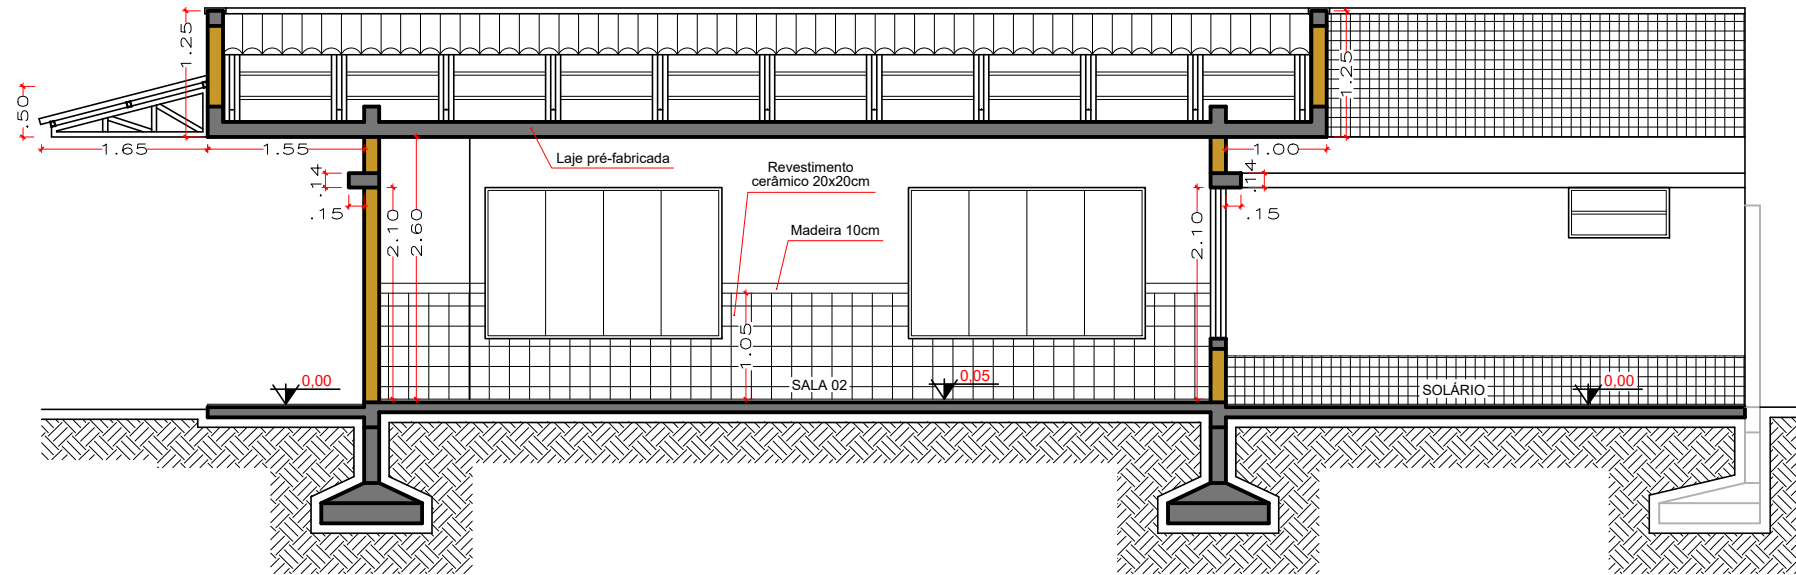 1.25
1.25
.50
1.65
1.55
1.00
Laje pré-fabricada
Revestimento
cerâmico 20x20cm
.14
.14
.15
.15
2.10
2.60
2.10
Madeira 10cm
1.05
0,00
SALA 02
0,05
SOLÁRIO
0,00